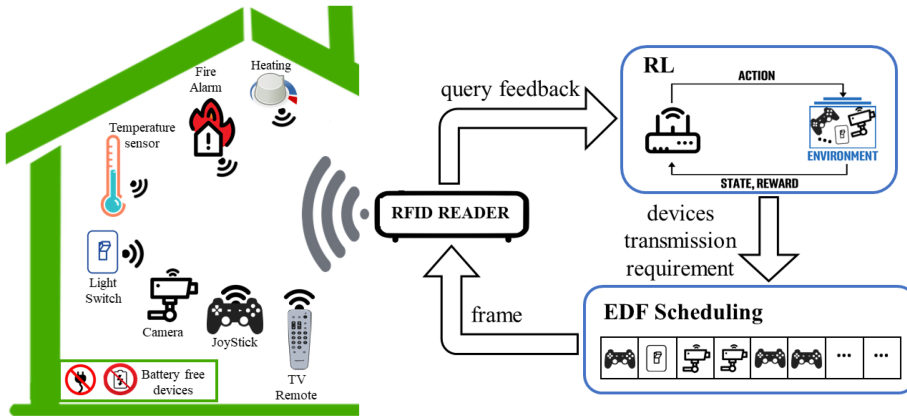 Heating
Fire
Alarm
Temperature
sensor
Light
Switch
Camera
JoyStick
TV
Remote
Battery free
devices
RFID READER
query feedback
RL
ACTION
ENVIRONMENT
STATE, REWARD
devices
transmission
requirement
EDF Scheduling
frame
... ...